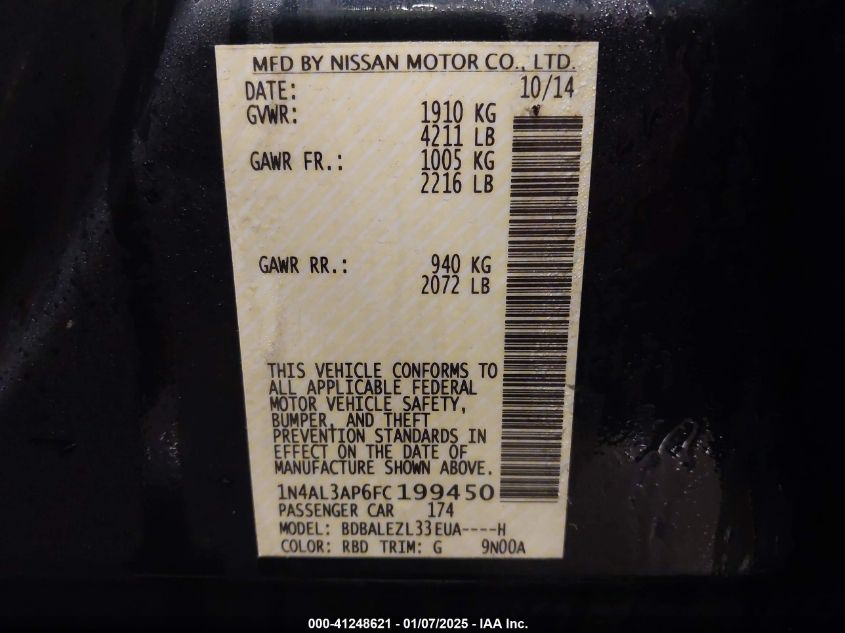 MFD BY NISSAN MOTOR CO., LTD.
DATE: 10/14
GVWR: 1910 KG
4211 LB
GAWR FR.: 1005 KG
2216 LB
GAWR RR.: 940 KG
2072 LB
THIS VEHICLE CONFORMS TO
ALL APPLICABLE FEDERAL
MOTOR VEHICLE SAFETY,
BUMPER, AND THEFT
PREVENTION STANDARDS IN
EFFECT ON THE DATE OF
MANUFACTURE SHOWN ABOVE.
1N4AL3AP6FC199450
PASSENGER CAR 174
MODEL: BDBALEZL33EUA----H
COLOR: RBD TRIM: G 9N00A
000-41248621 - 01/07/2025 - IAA Inc.